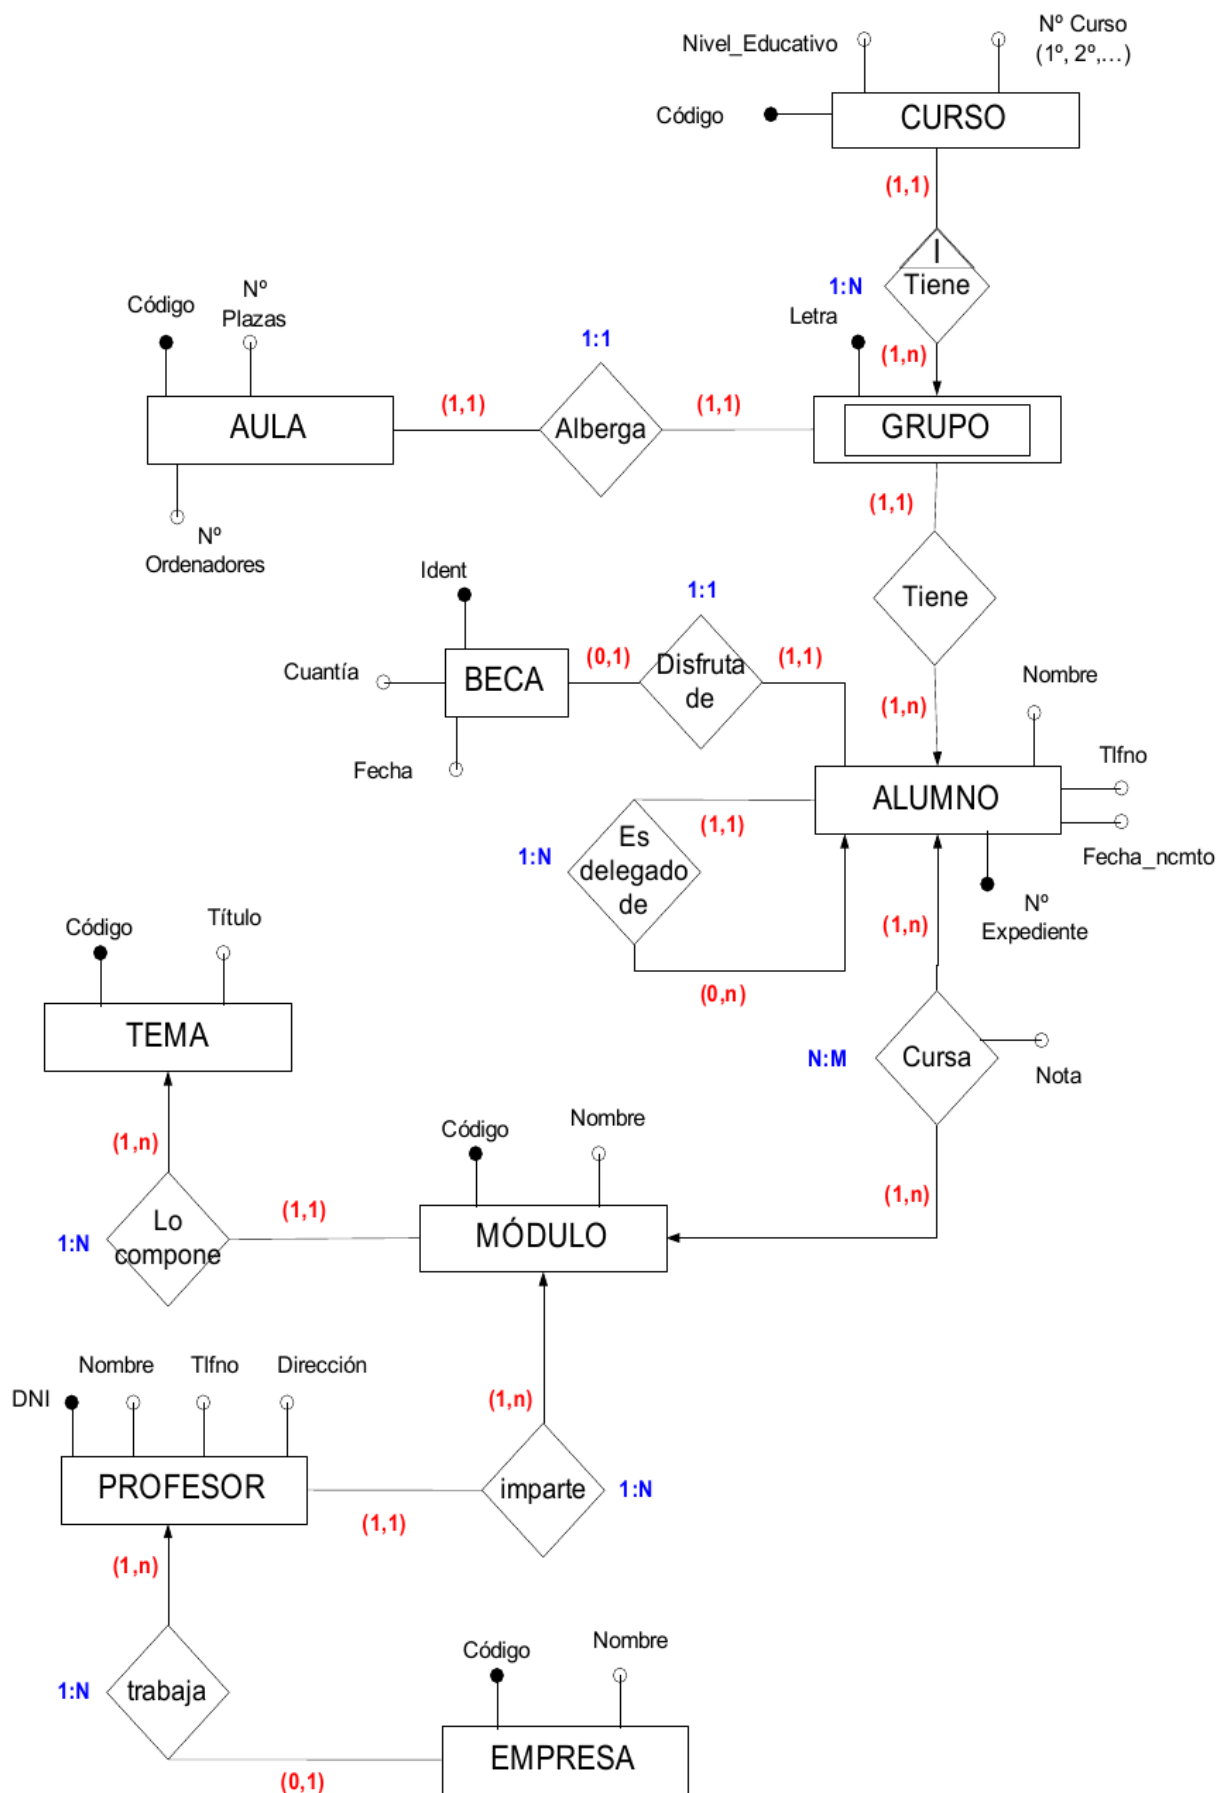 Nº Curso
(1º, 2º,...)
Nivel_Educativo
Código
CURSO
(1,1)
I
Tiene
1:N
Letra
(1,n)
Código
Nº
Plazas
1:1
AULA
(1,1)
Alberga
(1,1)
GRUPO
Nº
Ordenadores
(1,1)
Ident
1:1
Tiene
Cuantía
BECA
(0,1)
Disfruta
de
(1,1)
Nombre
(1,n)
Fecha
Tlfno
ALUMNO
(1,1)
Es
delegado
de
1:N
Fecha_ncmto
Nº
Expediente
(1,n)
(0,n)
Código
Título
TEMA
N:M
Cursa
Nota
(1,n)
Código
Nombre
(1,n)
Lo
compone
1:N
(1,1)
MÓDULO
DNI
Nombre
Tlfno
Dirección
(1,n)
PROFESOR
(1,1)
imparte
1:N
(1,n)
Código
Nombre
1:N
trabaja
EMPRESA
(0,1)